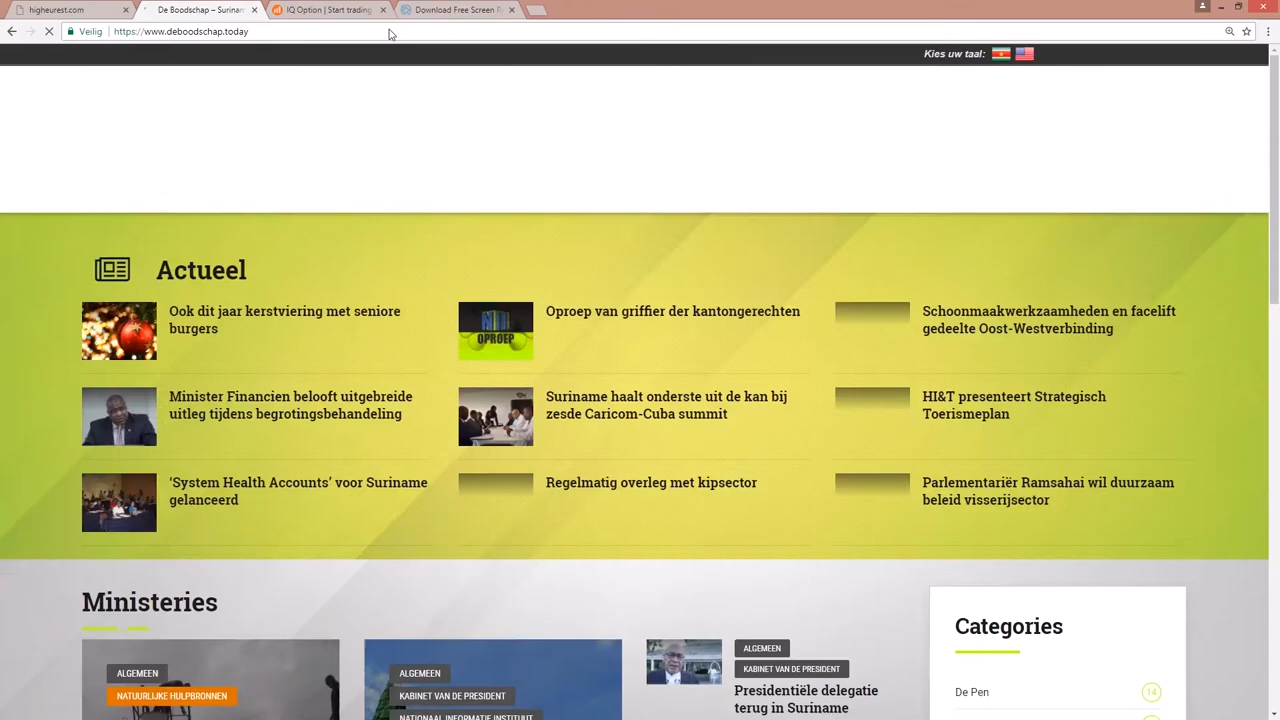 higheurest.com
De Boodschap – Surinam
IQ Option | Start trading
Download Free Screen R
Veilig
https://www.deboodschap.today
Kies uw taal:
Actueel
Ook dit jaar kerstviering met seniore
burgers
Oproep van griffier der kantongerechten
Schoonmaakwerkzaamheden en facelift
gedeelte Oost-Westverbinding
OPROEP
Minister Financien belooft uitgebreide
uitleg tijdens begrotingsbehandeling
Suriname haalt onderste uit de kan bij
zesde Caricom-Cuba summit
HI&T presenteert Strategisch
Toerismeplan
‘System Health Accounts’ voor Suriname
gelanceerd
Regelmatig overleg met kipsector
Parlementariër Ramsahai wil duurzaam
beleid visserijsector
Ministeries
ALGEMEEN
NATUURLIJKE HULPBRONNEN
ALGEMEEN
KABINET VAN DE PRESIDENT
NATIONAAL INFORMATIE INSTITUUT
ALGEMEEN
KABINET VAN DE PRESIDENT
Presidentiële delegatie
terug in Suriname
Categories
De Pen
14